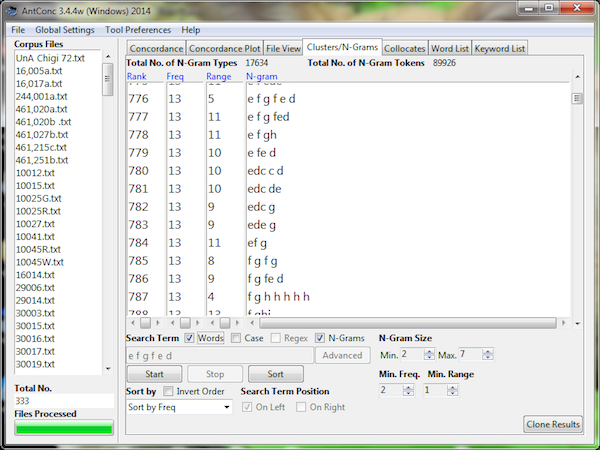 AntConc 3.4.4w (Windows) 2014
File Global Settings Tool Preferences Help
Corpus Files
UnA Chigi 72.txt
16,005a.txt
16,017a.txt
244,001a.txt
461,020a.txt
461,020b .txt
461,027b.txt
461,215c.txt
461,251b.txt
10012.txt
10015.txt
10025G.txt
10025R.txt
10027.txt
10041.txt
10045R.txt
10045W.txt
16014.txt
29006.txt
29014.txt
30003.txt
30015.txt
30016.txt
30017.txt
30019.txt
Total No.
333
Files Processed
Concordance Concordance Plot File View Clusters/N-Grams Collocates Word List Keyword List
Total No. of N-Gram Types 17634 Total No. of N-Gram Tokens 89926
Rank Freq Range N-gram
776 13 5 e f g f e d
777 13 11 e f g fed
778 13 11 e f gh
779 13 10 e fe d
780 13 10 edc c d
781 13 10 edc de
782 13 9 edc g
783 13 9 ede g
784 13 11 ef g
785 13 8 f g f g
786 13 9 f g fe d
787 13 4 f g h h h h h
788 13 13 f ghi
Search Term Words Case Regex N-Grams N-Gram Size
e f g f e d Advanced Min. 2 Max. 7
Start Stop Sort Min. Freq. Min. Range
2 1
Sort by Invert Order Search Term Position
Sort by Freq On Left On Right
Clone Results